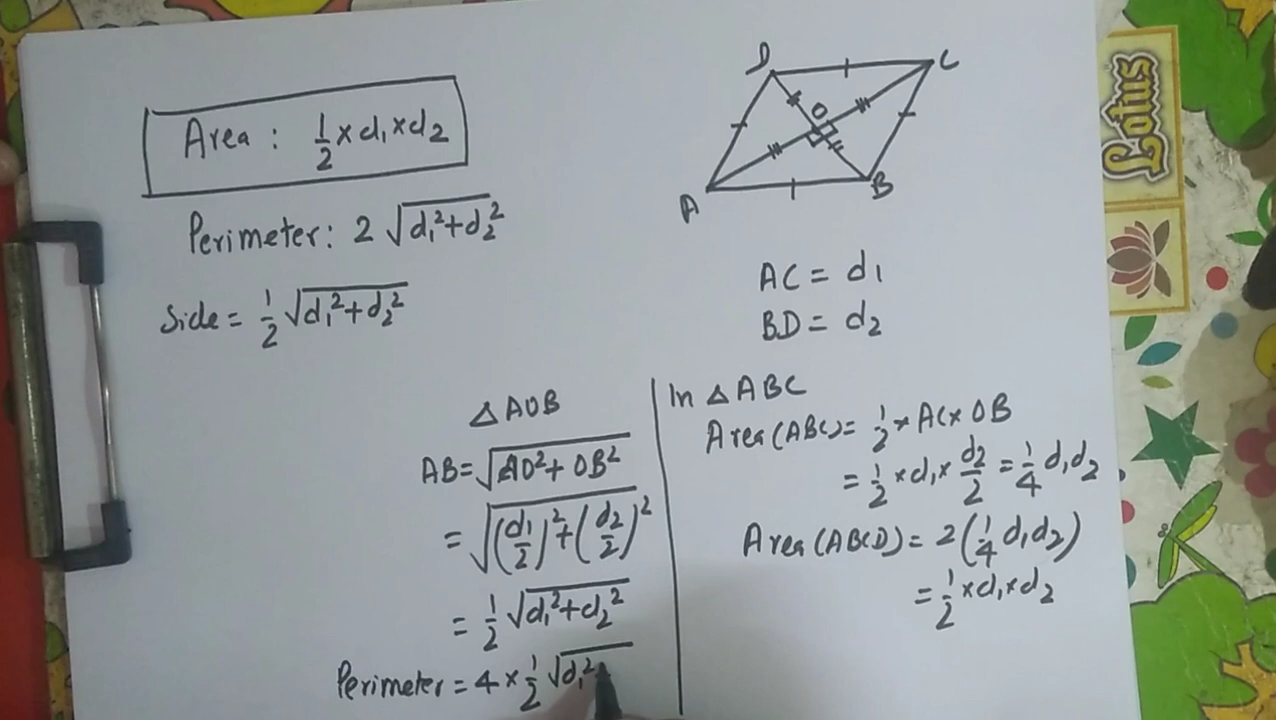 Area : 1/2 × d₁ × d₂
Perimeter: 2 √(d₁² + d₂²)
Side = 1/2 √(d₁² + d₂²)
D
C
O
A
B
AC = d₁
BD = d₂
△AOB
AB = √(AO² + OB²)
= √((d₁/2)² + (d₂/2)²)
= 1/2 √(d₁² + d₂²)
Perimeter = 4 × 1/2 √(d₁²
In △ABC
Area (ABC) = 1/2 × AC × OB
= 1/2 × d₁ × d₂/2 = 1/4 d₁d₂
Area (ABCD) = 2(1/4 d₁d₂)
= 1/2 × d₁ × d₂
Lotus